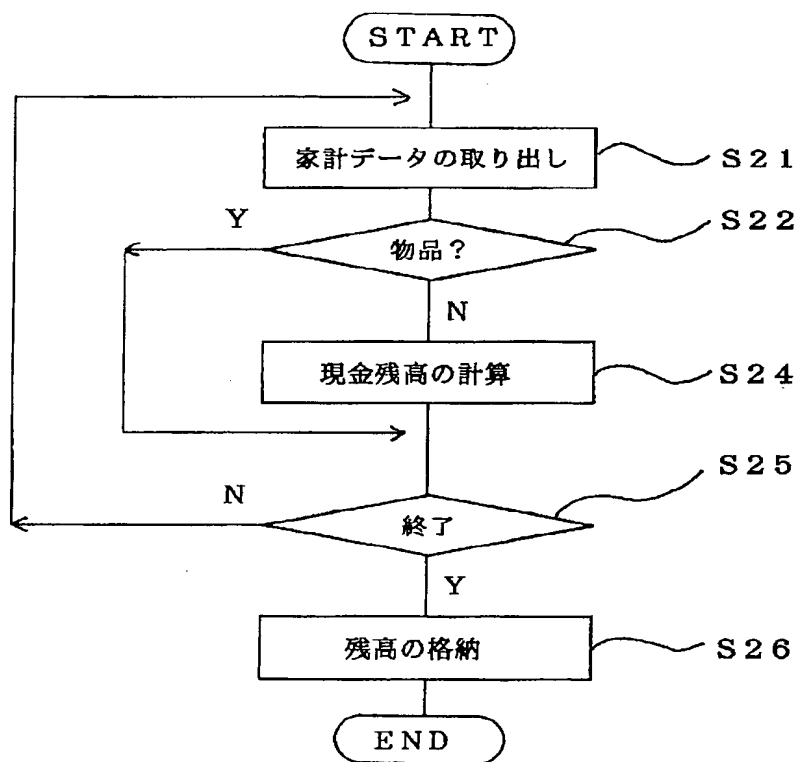 START
家計データの取り出し
S21
Y
物品?
S22
N
現金残高の計算
S24
S25
N
終了
Y
残高の格納
S26
END